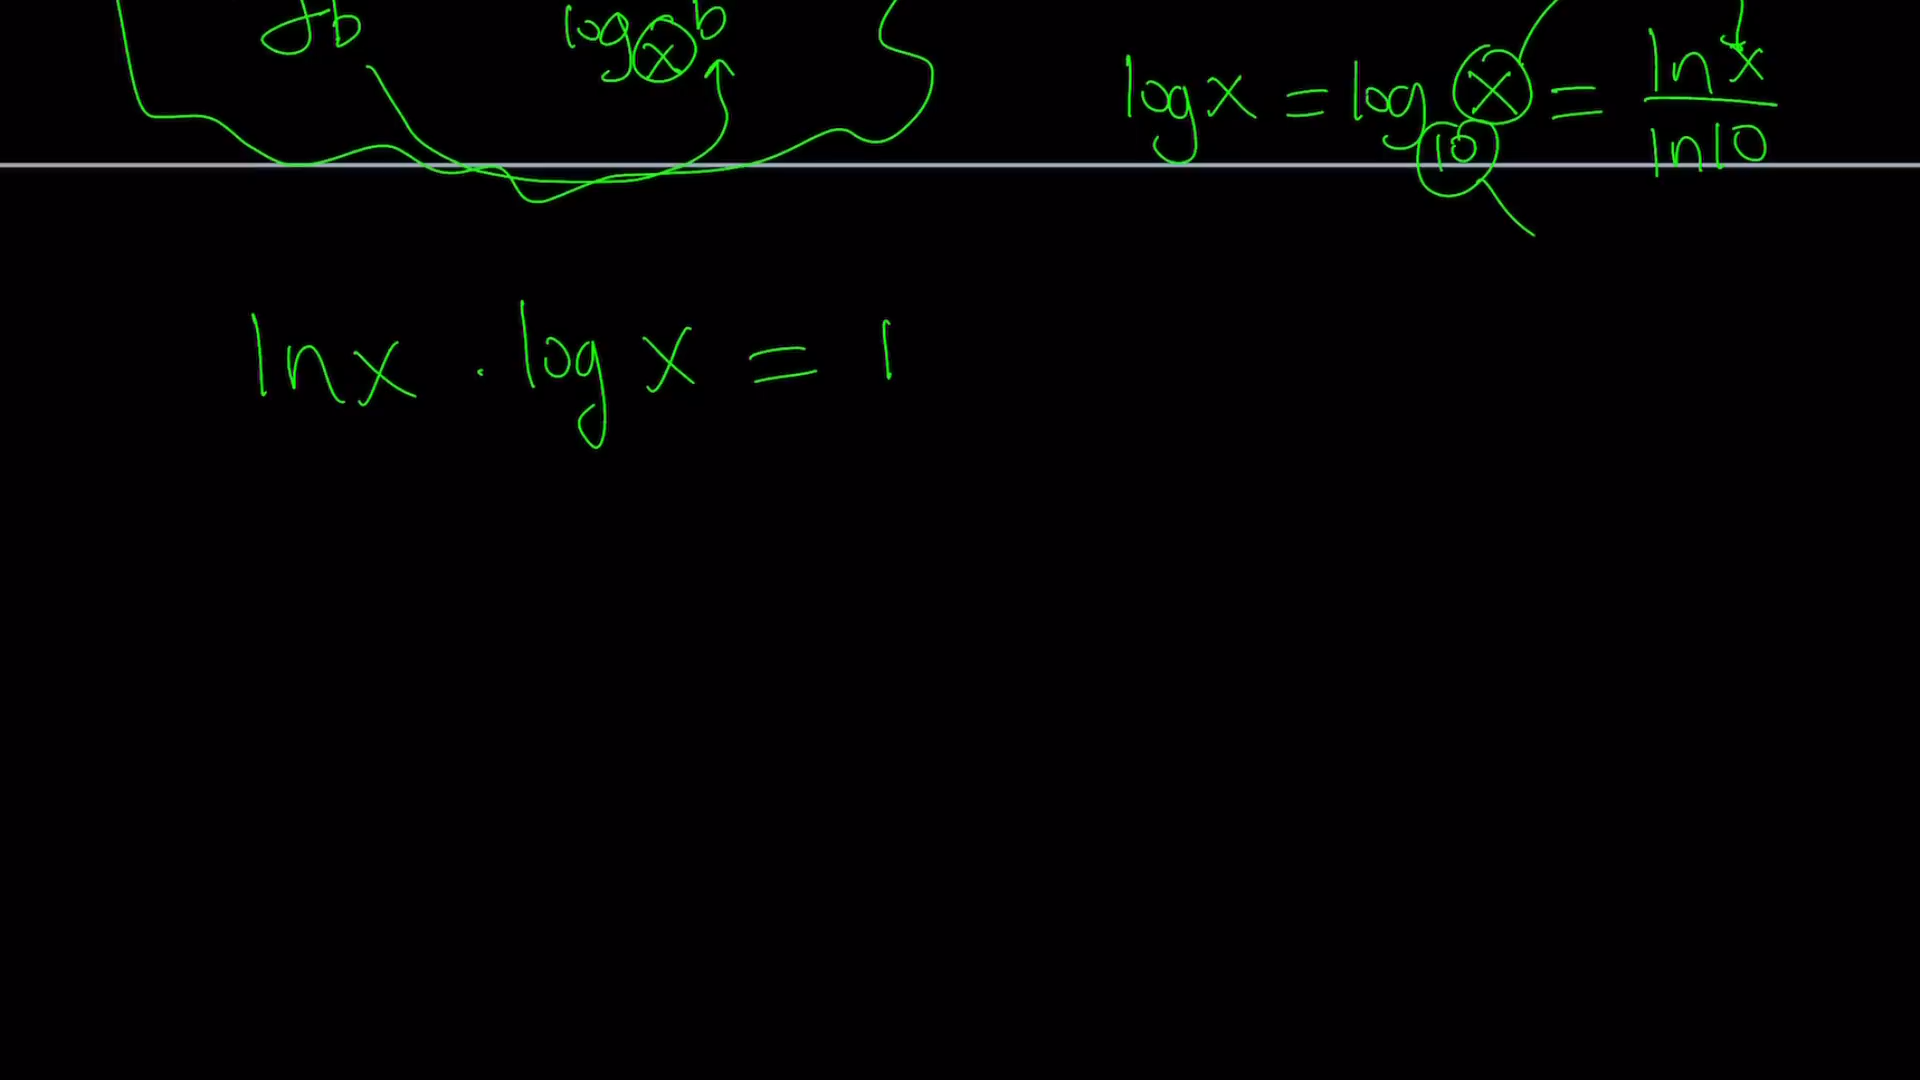 log_x b
log x = log_10 x = ln x / ln 10
ln x · log x = 1